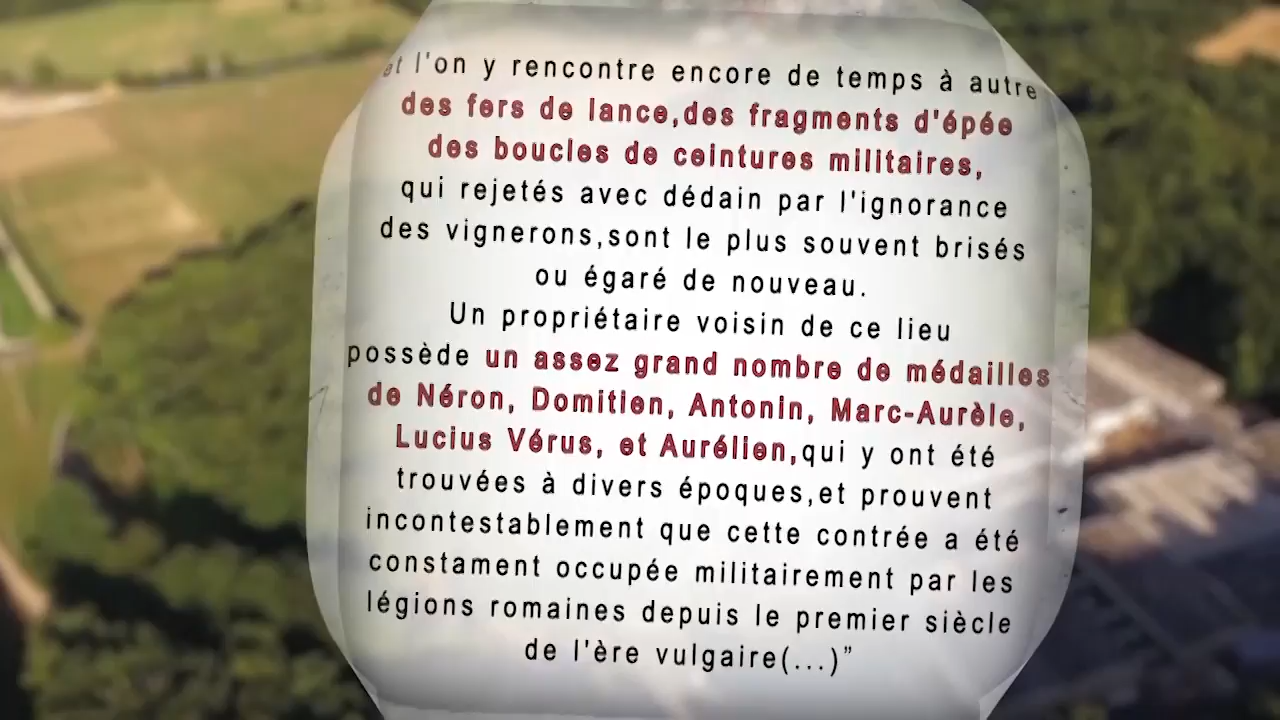 et l'on y rencontre encore de temps à autre
des fers de lance,des fragments d'épée
des boucles de ceintures militaires,
qui rejetés avec dédain par l'ignorance
des vignerons,sont le plus souvent brisés
ou égaré de nouveau.
Un propriétaire voisin de ce lieu
possède un assez grand nombre de médailles
de Néron, Domitien, Antonin, Marc-Aurèle,
Lucius Vérus, et Aurélien,qui y ont été
trouvées à divers époques,et prouvent
incontestablement que cette contrée a été
constament occupée militairement par les
légions romaines depuis le premier siècle
de l'ère vulgaire(...)”